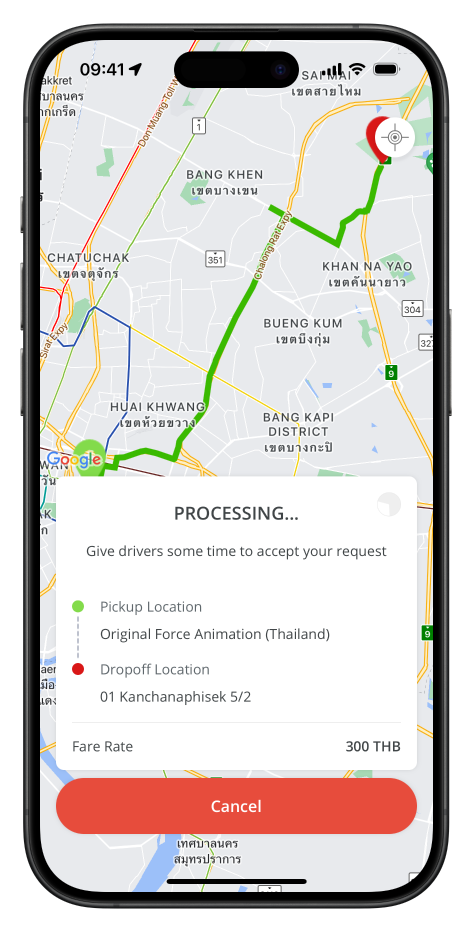 09:41
SAI MAI
เขตสายไหม
akkret
บาลนคร
ากเกร็ด
Don Muang Toll W
1
BANG KHEN
เขตบางเขน
351
Chalong Rat Expy
CHATUCHAK
เขตจตุจักร
KHAN NA YAO
เขตคันนายาว
304
Sirat Expy
BUENG KUM
เขตบึงกุ่ม
327
9
HUAI KHWANG
เขตห้วยขวาง
BANG KAPI
DISTRICT
เขตบางกะปิ
Google
PROCESSING...
Give drivers some time to accept your request
Pickup Location
Original Force Animation (Thailand)
9
Dropoff Location
01 Kanchanaphisek 5/2
Fare Rate
300 THB
Cancel
เทศบาลนคร
สมุทรปราการ